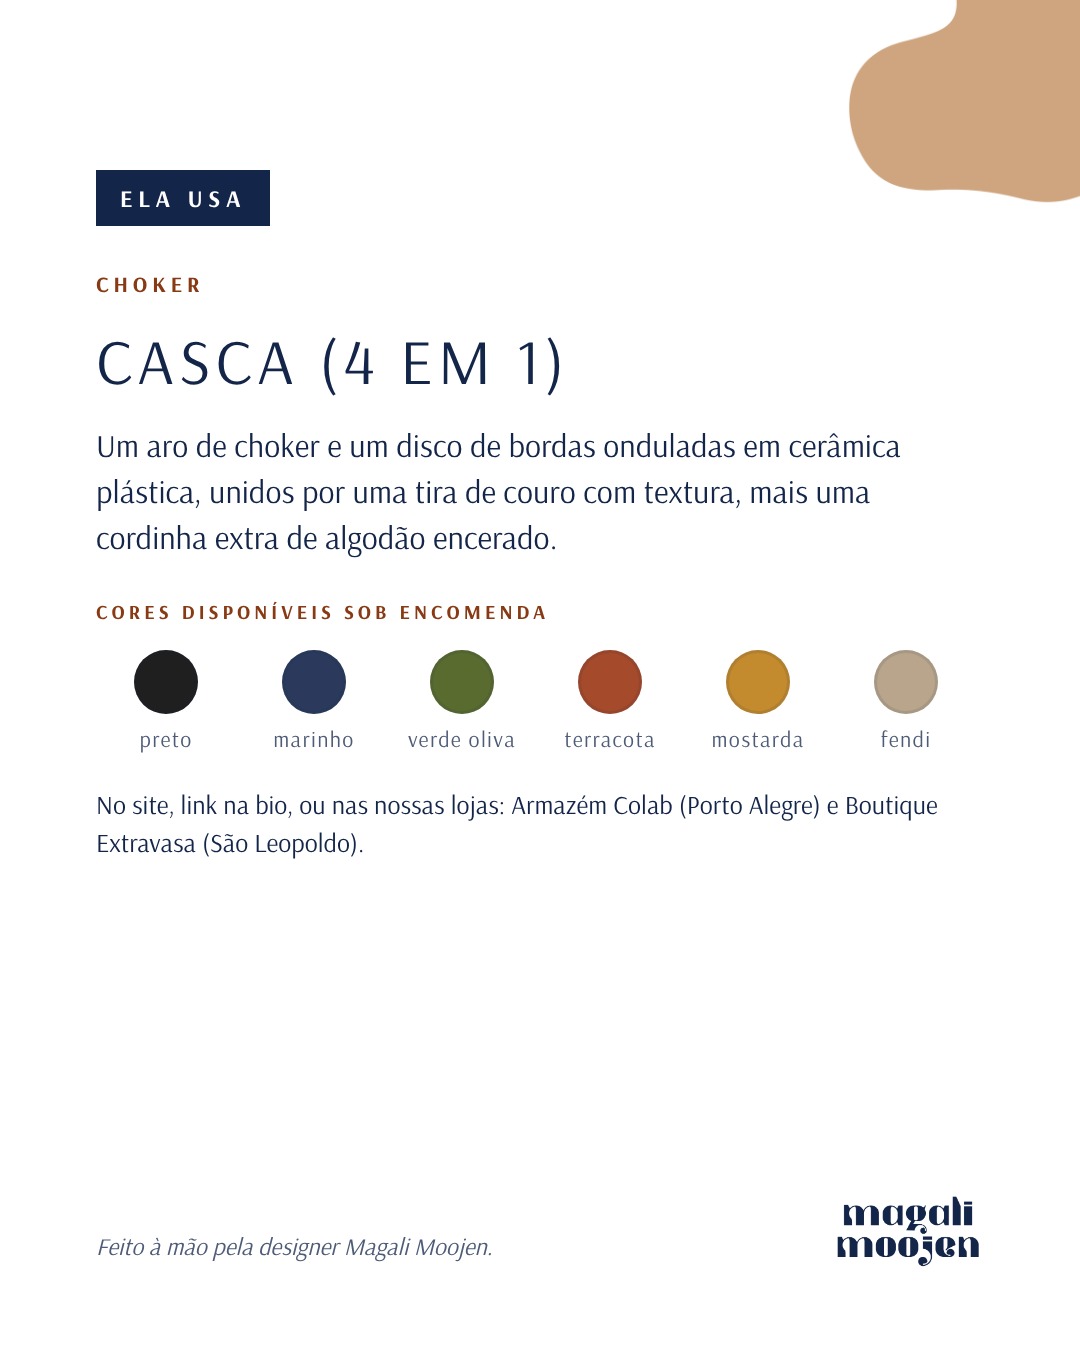 ELA USA
CHOKER
CASCA (4 EM 1)
Um aro de choker e um disco de bordas onduladas em cerâmica
plástica, unidos por uma tira de couro com textura, mais uma
cordinha extra de algodão encerado.
CORES DISPONÍVEIS SOB ENCOMENDA
preto marinho verde oliva terracota mostarda fendi
No site, link na bio, ou nas nossas lojas: Armazém Colab (Porto Alegre) e Boutique
Extravasa (São Leopoldo).
Feito à mão pela designer Magali Moojen.
magali
moojen